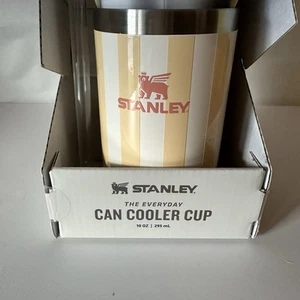 STANLEY
STANLEY
THE EVERYDAY
CAN COOLER CUP
10 OZ | 295 mL